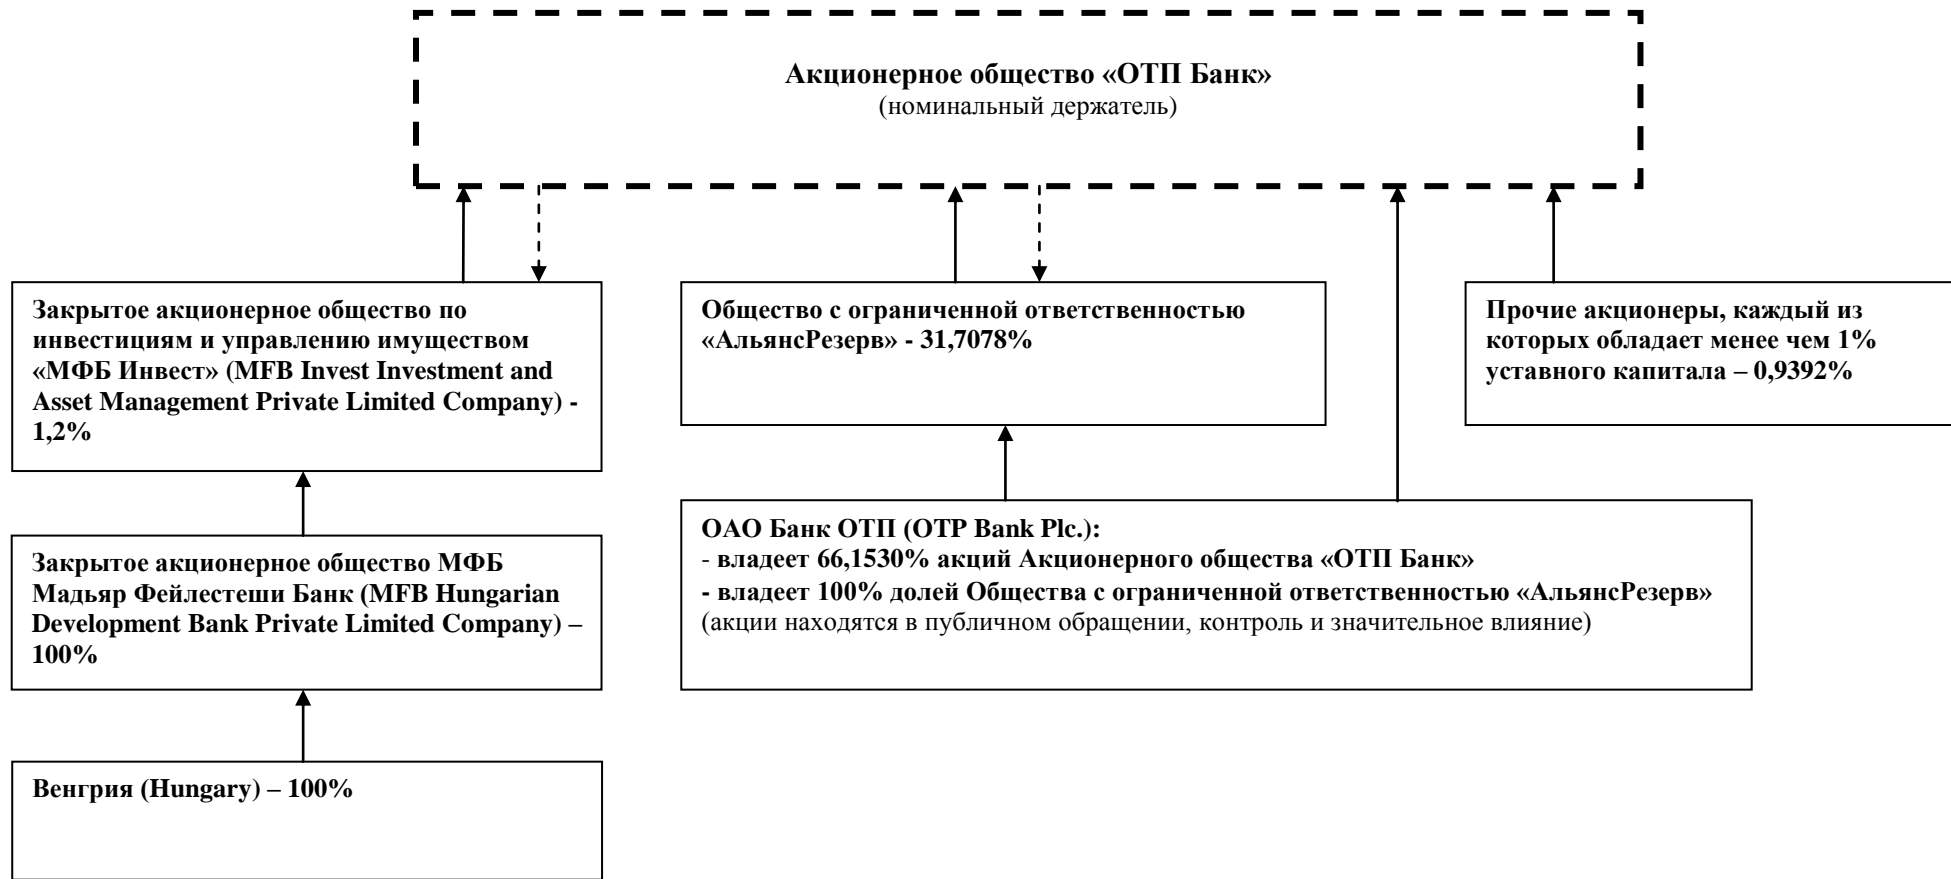 Акционерное общество «ОТП Банк»
(номинальный держатель)
Закрытое акционерное общество по
инвестициям и управлению имуществом
«МФБ Инвест» (MFB Invest Investment and
Asset Management Private Limited Company) -
1,2%
Общество с ограниченной ответственностью
«АльянсРезерв» - 31,7078%
Прочие акционеры, каждый из
которых обладает менее чем 1%
уставного капитала – 0,9392%
Закрытое акционерное общество МФБ
Мадьяр Фейлестеши Банк (MFB Hungarian
Development Bank Private Limited Company) –
100%
ОАО Банк ОТП (OTP Bank Plc.):
- владеет 66,1530% акций Акционерного общества «ОТП Банк»
- владеет 100% долей Общества с ограниченной ответственностью «АльянсРезерв»
(акции находятся в публичном обращении, контроль и значительное влияние)
Венгрия (Hungary) – 100%